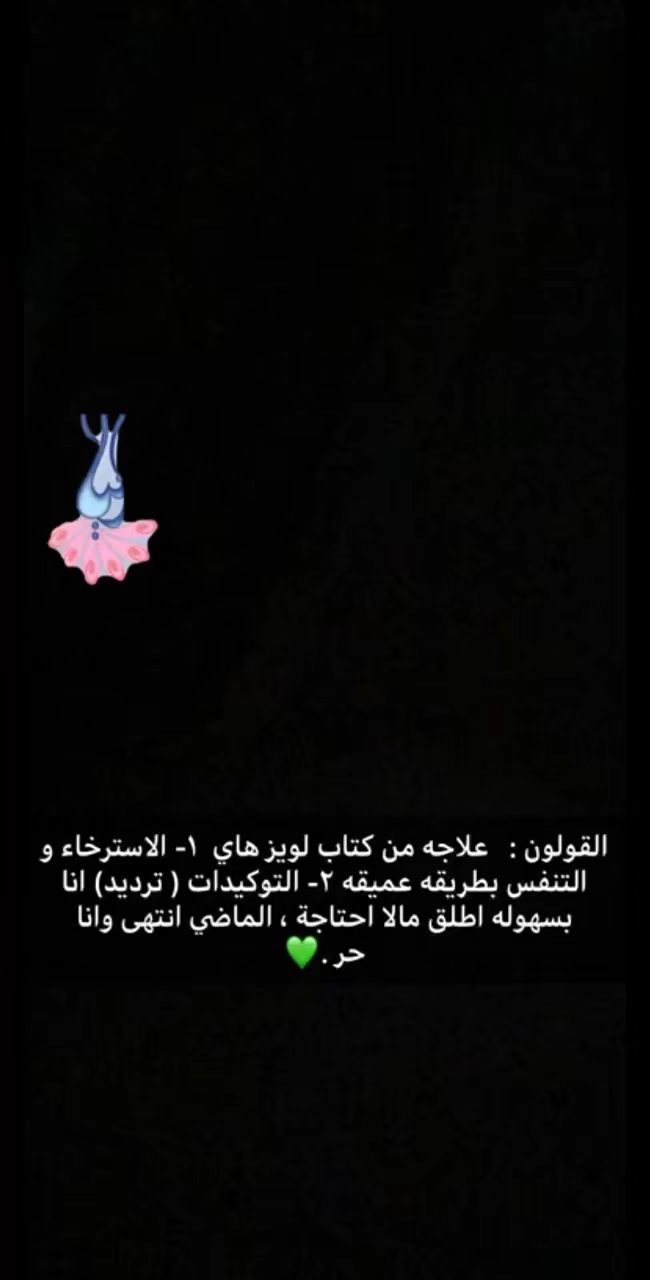 القولون : علاجه من كتاب لويز هاي ١- الاسترخاء و
التنفس بطريقه عميقه ٢- التوكيدات ( ترديد) انا
بسهوله اطلق مالا احتاجة ، الماضي انتهى وانا
حر . 💚